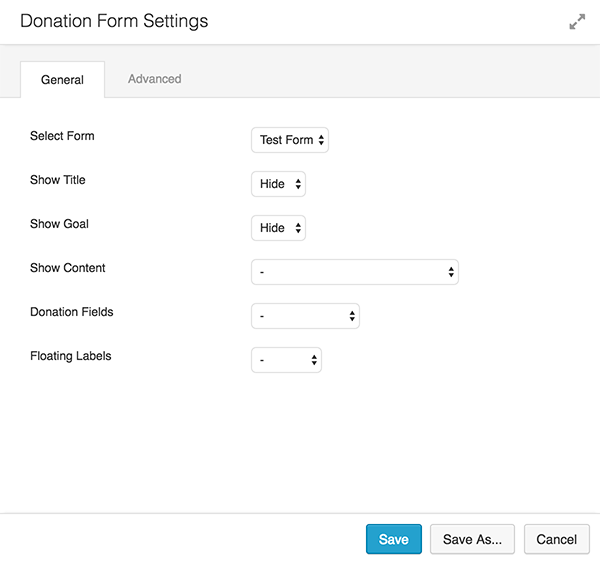 Donation Form Settings
General Advanced
Select Form Test Form
Show Title Hide
Show Goal Hide
Show Content -
Donation Fields -
Floating Labels -
Save Save As... Cancel